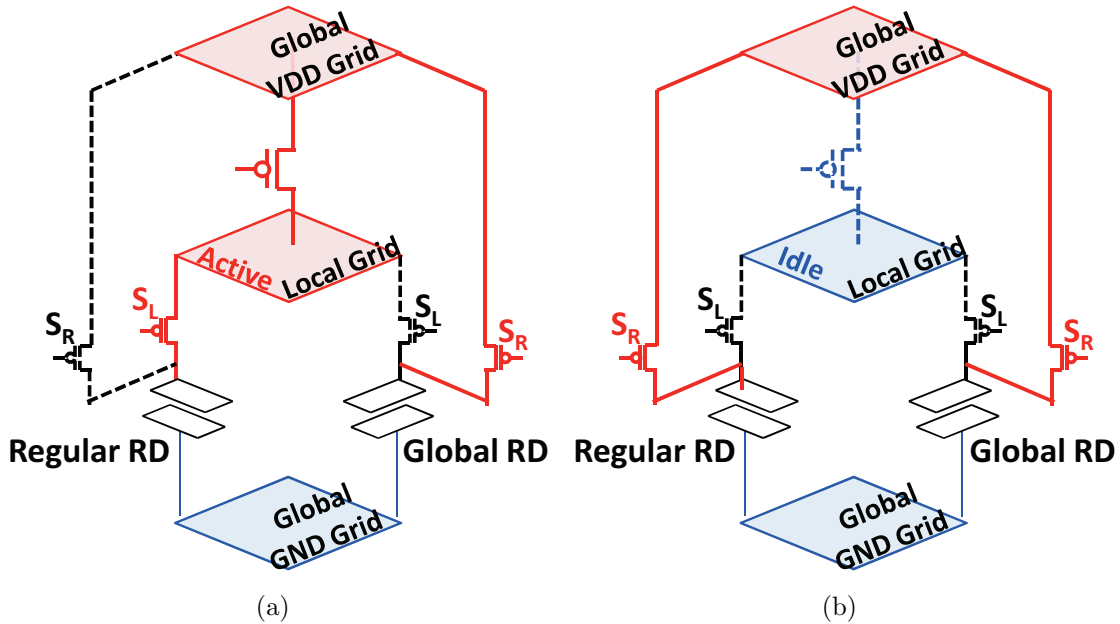 Global
VDD Grid
Active
Local Grid
S_L
S_R
S_L
S_R
Regular RD
Global RD
Global
GND Grid
(a)
Global
VDD Grid
Idle
Local Grid
S_L
S_R
S_L
S_R
Regular RD
Global RD
Global
GND Grid
(b)